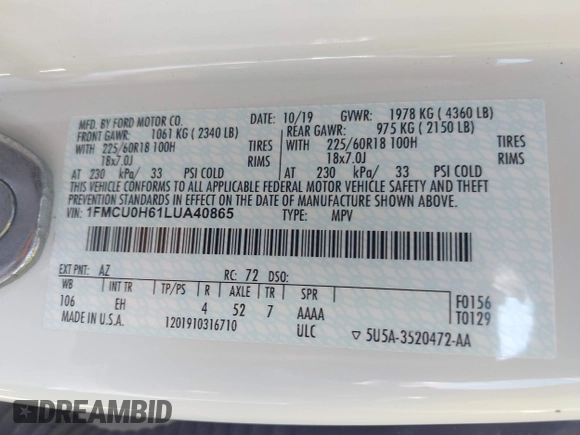 MFD. BY FORD MOTOR CO. DATE: 10/19 GVWR: 1978 KG ( 4360 LB)
FRONT GAWR: 1061 KG ( 2340 LB) REAR GAWR: 975 KG ( 2150 LB)
WITH 225/60R18 100H TIRES WITH 225/60R18 100H TIRES
18x7.0J RIMS 18x7.0J RIMS
AT 230 kPa/ 33 PSI COLD AT 230 kPa/ 33 PSI COLD
THIS VEHICLE CONFORMS TO ALL APPLICABLE FEDERAL MOTOR VEHICLE SAFETY AND THEFT
PREVENTION STANDARDS IN EFFECT ON THE DATE OF MANUFACTURE SHOWN ABOVE.
VIN: 1FMCU0H61LUA40865 TYPE: MPV
EXT PNT: AZ RC: 72 DSO:
WB INT TR TP/PS R AXLE TR SPR F0156
106 EH 4 52 7 AAAA T0129
MADE IN U.S.A. 1201910316710 ULC ▽ 5U5A-3520472-AA
DREAMBID